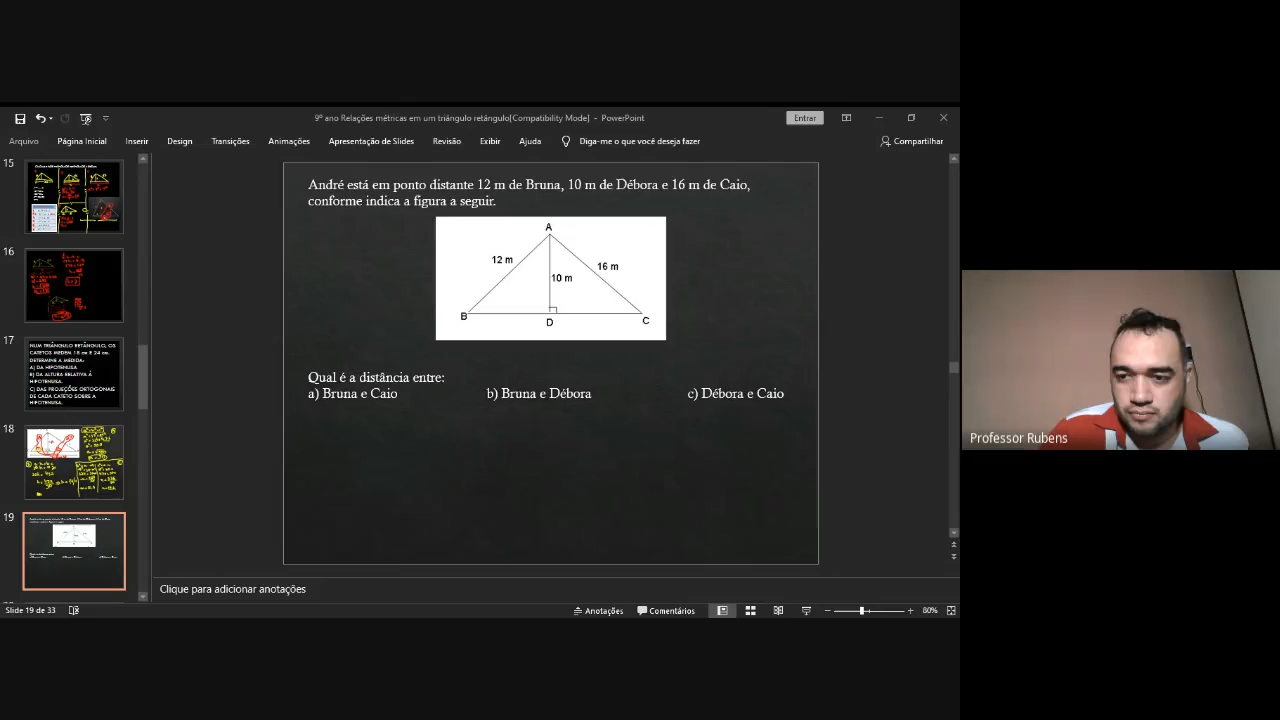 9º ano Relações métricas em um triângulo retângulo[Compatibility Mode] - PowerPoint
Entrar
Arquivo
Página Inicial
Inserir
Design
Transições
Animações
Apresentação de Slides
Revisão
Exibir
Ajuda
Diga-me o que você deseja fazer
Compartilhar
15
16
17
NUM TRIÂNGULO RETÂNGULO, OS
CATETOS MEDEM 18 cm E 24 cm.
DETERMINE A MEDIDA:
A) DA HIPOTENUSA
B) DA ALTURA RELATIVA À
HIPOTENUSA.
C) DAS PROJEÇÕES ORTOGONAIS
DE CADA CATETO SOBRE A
HIPOTENUSA.
18
19
André está em ponto distante 12 m de Bruna, 10 m de Débora e 16 m de Caio,
conforme indica a figura a seguir.
A
12 m
16 m
10 m
B
D
C
Qual é a distância entre:
a) Bruna e Caio
b) Bruna e Débora
c) Débora e Caio
Clique para adicionar anotações
Slide 19 de 33
Anotações
Comentários
80%
Professor Rubens